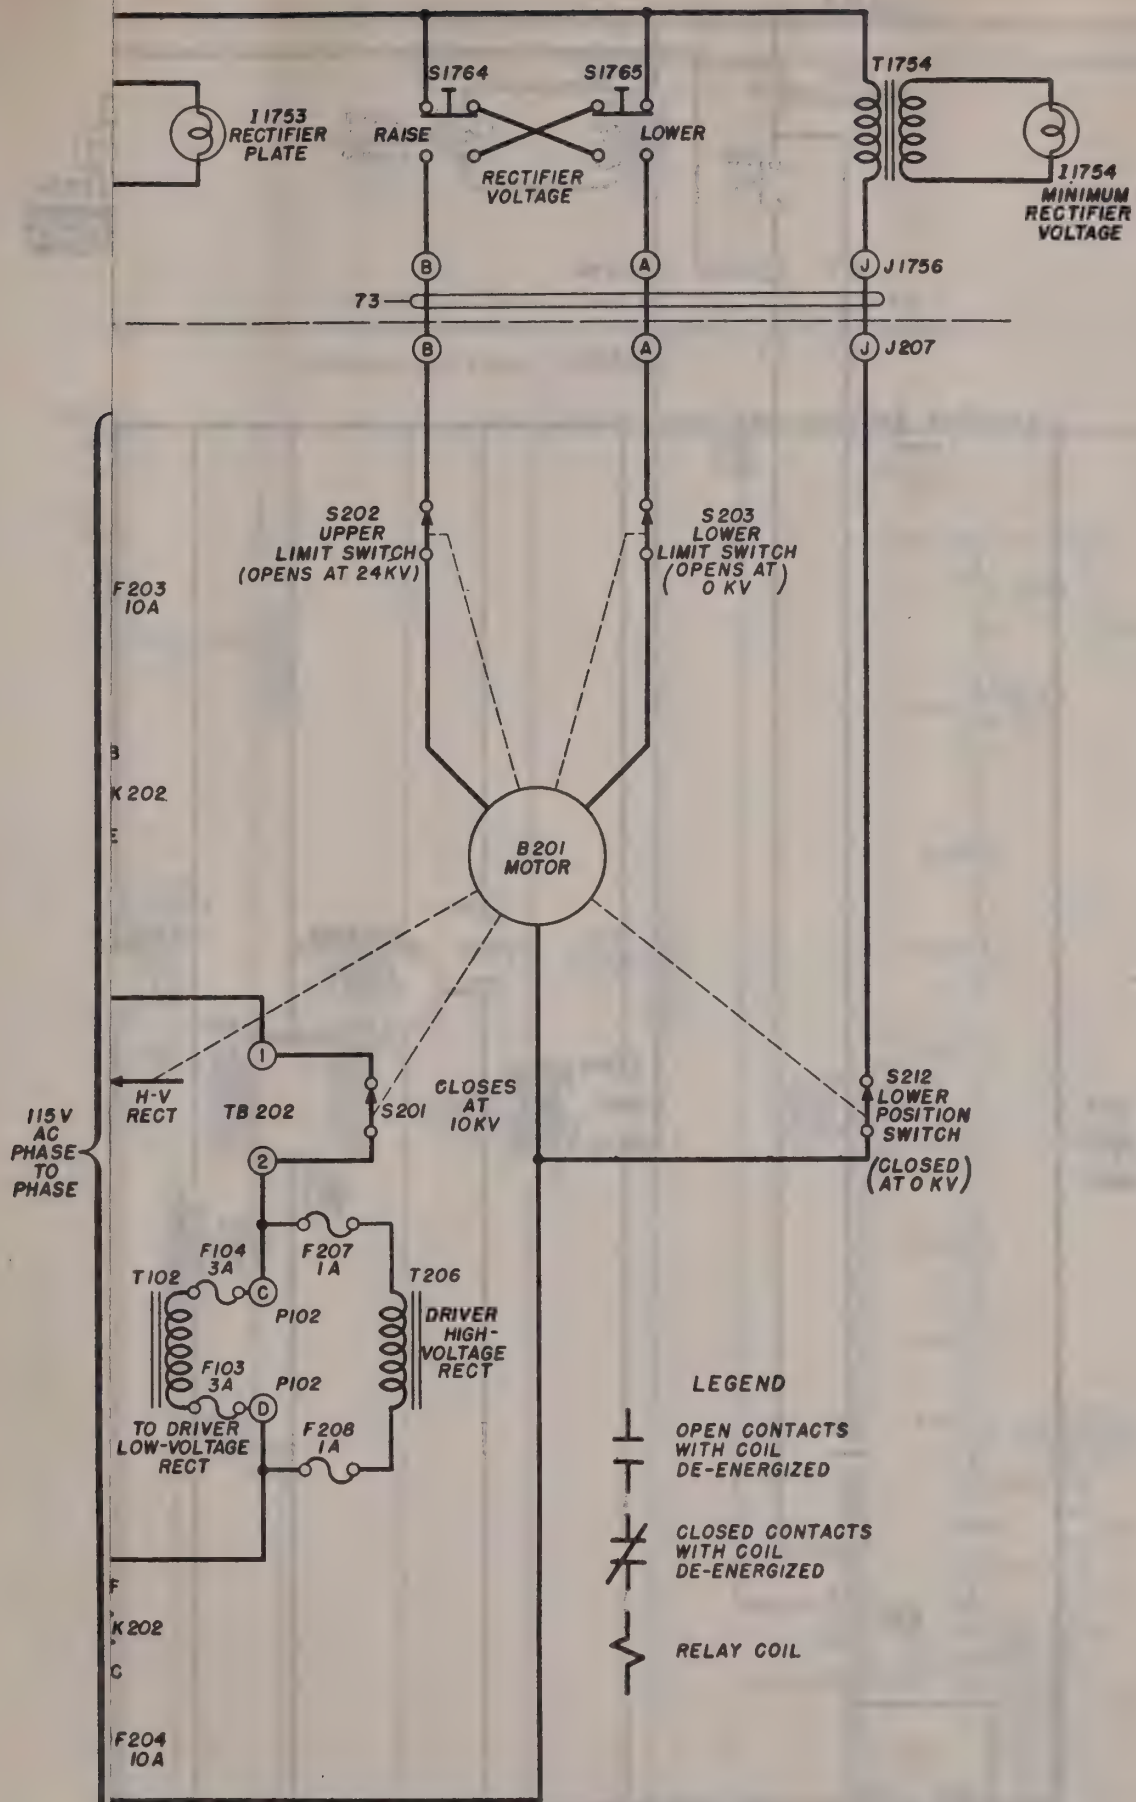 S1764
S1765
T1754
I1753
RECTIFIER
PLATE
RAISE
LOWER
RECTIFIER
VOLTAGE
I1754
MINIMUM
RECTIFIER
VOLTAGE
B
A
J
J1756
73
B
A
J
J207
S202
UPPER
LIMIT SWITCH
(OPENS AT 24KV)
S203
LOWER
LIMIT SWITCH
(OPENS AT
0 KV)
F203
10A
B
K202
E
B201
MOTOR
1
H-V
RECT
TB 202
S201
CLOSES
AT
10KV
S212
LOWER
POSITION
SWITCH
(CLOSED
AT 0 KV)
115V
AC
PHASE
TO
PHASE
2
F104
3A
F207
1A
T102
C
P102
T206
DRIVER
HIGH-
VOLTAGE
RECT
F103
3A
P102
D
TO DRIVER
LOW-VOLTAGE
RECT
F208
1A
LEGEND
OPEN CONTACTS
WITH COIL
DE-ENERGIZED
CLOSED CONTACTS
WITH COIL
DE-ENERGIZED
RELAY COIL
F
K202
C
F204
10A